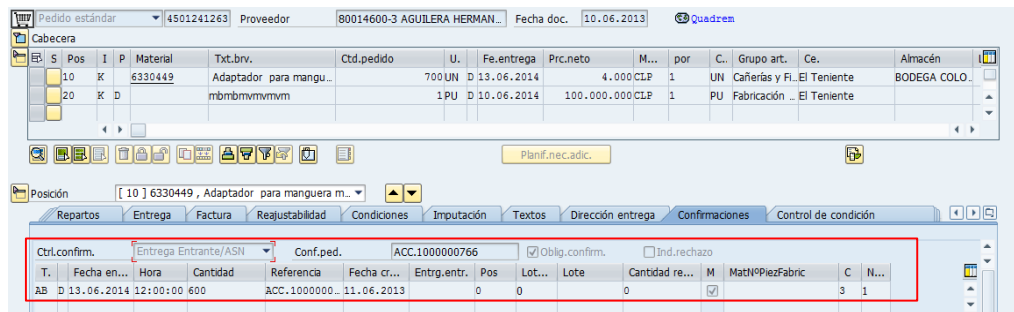 Pedido estándar 4501241263 Proveedor 80014600-3 AGUILERA HERMAN... Fecha doc. 10.06.2013 Quadrem
Cabecera
S Pos I P Material Txt.brv. Ctd.pedido U. Fe.entrega Prc.neto M... por C.. Grupo art. Ce. Almacén
10 K 6330449 Adaptador para mangu... 700 UN D 13.06.2014 4.000 CLP 1 UN Cañerías y Fi... El Teniente BODEGA COLO...
20 K D mbmbmvmvmvm 1 PU D 10.06.2014 100.000.000 CLP 1 PU Fabricación ... El Teniente
Planif.nec.adic.
Posición [ 10 ] 6330449 , Adaptador para manguera m...
Repartos Entrega Factura Reajustabilidad Condiciones Imputación Textos Dirección entrega Confirmaciones Control de condición
Ctrl.confirm. Entrega Entrante/ASN Conf.ped. ACC.1000000766 Oblig.confirm. Ind.rechazo
T. Fecha en... Hora Cantidad Referencia Fecha cr... Entrg.entr. Pos Lot... Lote Cantidad re... M MatNºPiezFabric C N...
AB D 13.06.2014 12:00:00 600 ACC.1000000... 11.06.2013 0 0 0 3 1